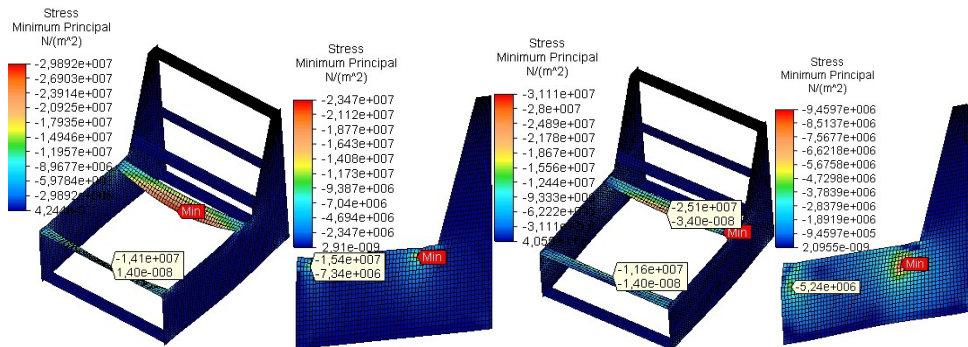 Stress
Minimum Principal
N/(m^2)
-2,9892e+007
-2,6903e+007
-2,3914e+007
-2,0925e+007
-1,7935e+007
-1,4946e+007
-1,1957e+007
-8,9677e+006
-5,9784e+006
-2,9892e+006
Min
-1,41e+007
1,40e-008
Stress
Minimum Principal
N/(m^2)
-2,347e+007
-2,112e+007
-1,877e+007
-1,643e+007
-1,408e+007
-1,173e+007
-9,387e+006
-7,04e+006
-4,694e+006
-2,347e+006
2,91e-009
-1,54e+007
-7,34e+006
Min
Stress
Minimum Principal
N/(m^2)
-3,111e+007
-2,8e+007
-2,489e+007
-2,178e+007
-1,867e+007
-1,556e+007
-1,244e+007
-9,333e+006
-6,222e+006
-3,111e+006
-2,51e+007
-3,40e-008
Min
-1,16e+007
-1,40e-008
Stress
Minimum Principal
N/(m^2)
-9,4597e+006
-8,5137e+006
-7,5677e+006
-6,6218e+006
-5,6758e+006
-4,7298e+006
-3,7839e+006
-2,8379e+006
-1,8919e+006
-9,4597e+005
2,0955e-009
Min
-5,24e+006